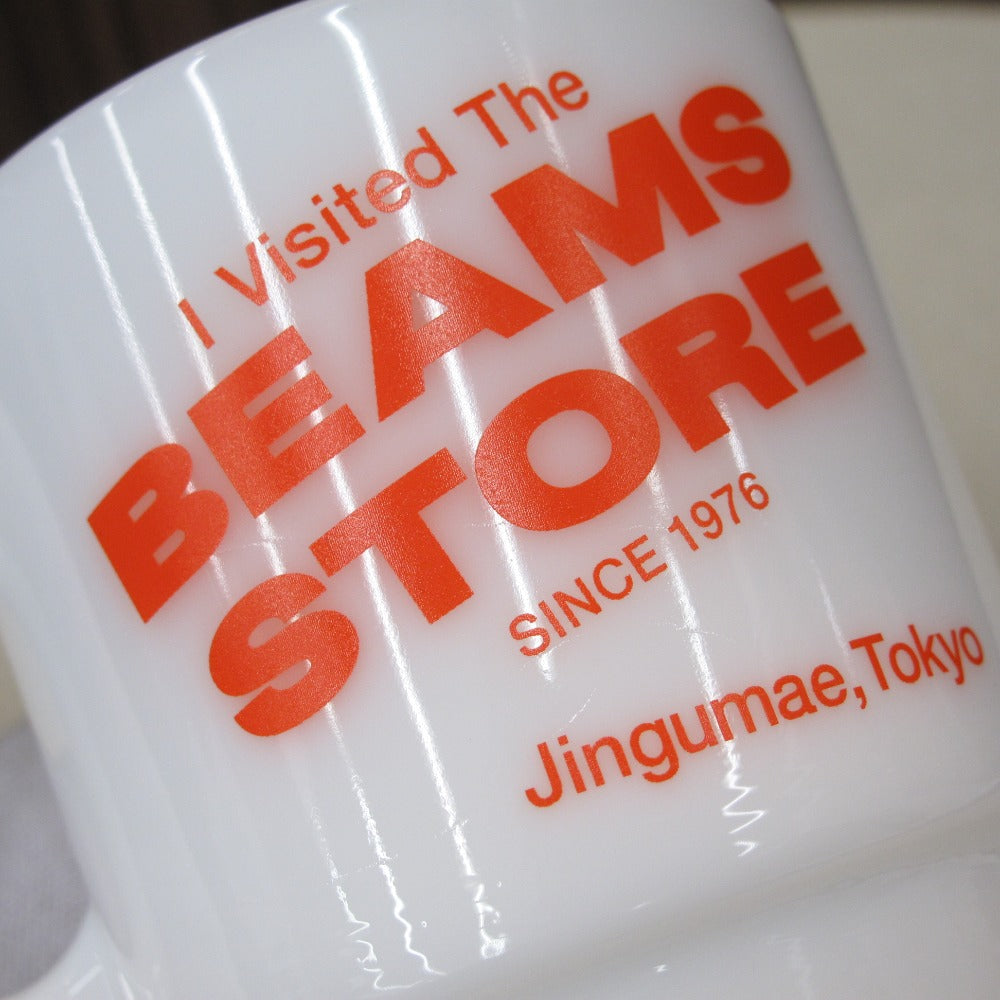 I Visited The
BEAMS
STORE
SINCE 1976
Jingumae,Tokyo